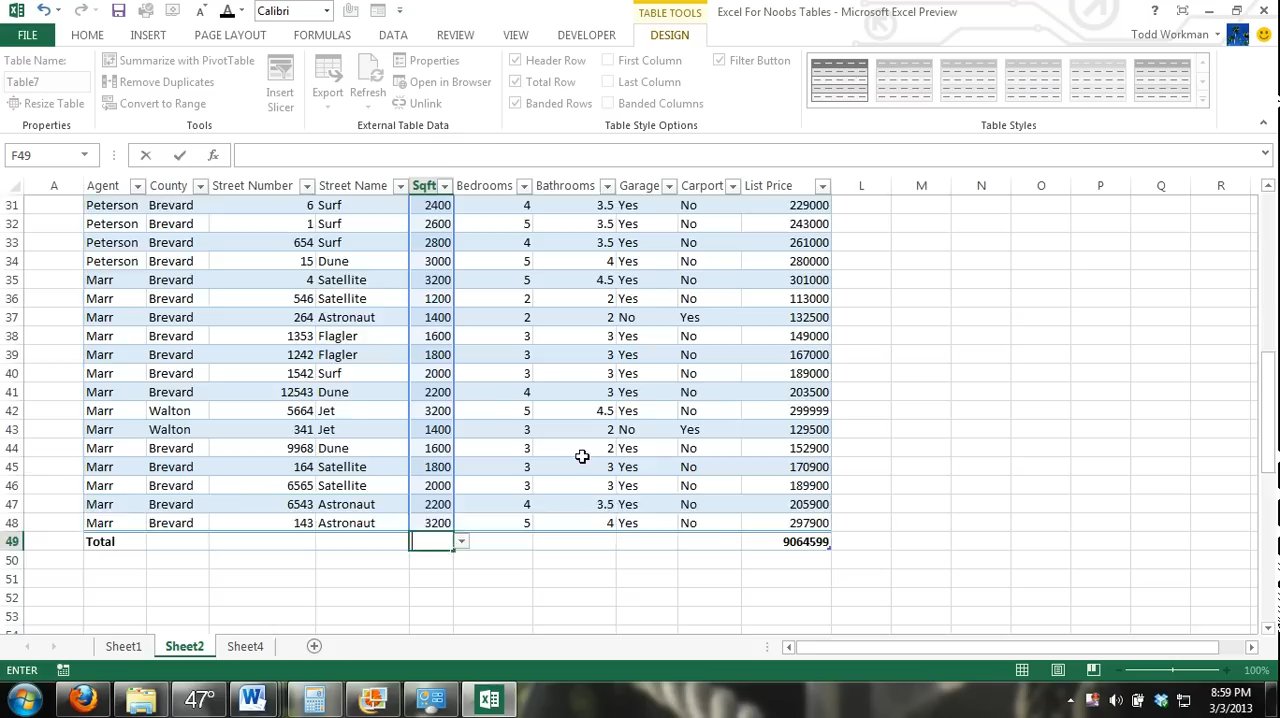 Calibri
TABLE TOOLS
Excel For Noobs Tables - Microsoft Excel Preview
?
FILE HOME INSERT PAGE LAYOUT FORMULAS DATA REVIEW VIEW DEVELOPER DESIGN Todd Workman
Table Name:
Table7
Resize Table
Properties
Summarize with PivotTable
Remove Duplicates
Convert to Range
Tools
Insert
Slicer
Export
Refresh
Properties
Open in Browser
Unlink
External Table Data
Header Row First Column Filter Button
Total Row Last Column
Banded Rows Banded Columns
Table Style Options
Table Styles
F49 fx
A Agent County Street Number Street Name Sqft Bedrooms Bathrooms Garage Carport List Price L M N O P Q R
31 Peterson Brevard 6 Surf 2400 4 3.5 Yes No 229000
32 Peterson Brevard 1 Surf 2600 5 3.5 Yes No 243000
33 Peterson Brevard 654 Surf 2800 4 3.5 Yes No 261000
34 Peterson Brevard 15 Dune 3000 5 4 Yes No 280000
35 Marr Brevard 4 Satellite 3200 5 4.5 Yes No 301000
36 Marr Brevard 546 Satellite 1200 2 2 Yes No 113000
37 Marr Brevard 264 Astronaut 1400 2 2 No Yes 132500
38 Marr Brevard 1353 Flagler 1600 3 3 Yes No 149000
39 Marr Brevard 1242 Flagler 1800 3 3 Yes No 167000
40 Marr Brevard 1542 Surf 2000 3 3 Yes No 189000
41 Marr Brevard 12543 Dune 2200 4 3 Yes No 203500
42 Marr Walton 5664 Jet 3200 5 4.5 Yes No 299999
43 Marr Walton 341 Jet 1400 3 2 No Yes 129500
44 Marr Brevard 9968 Dune 1600 3 2 Yes No 152900
45 Marr Brevard 164 Satellite 1800 3 3 Yes No 170900
46 Marr Brevard 6565 Satellite 2000 3 3 Yes No 189900
47 Marr Brevard 6543 Astronaut 2200 4 3.5 Yes No 205900
48 Marr Brevard 143 Astronaut 3200 5 4 Yes No 297900
49 Total 9064599
50
51
52
53
Sheet1 Sheet2 Sheet4
ENTER 100%
47°
8:59 PM
3/3/2013